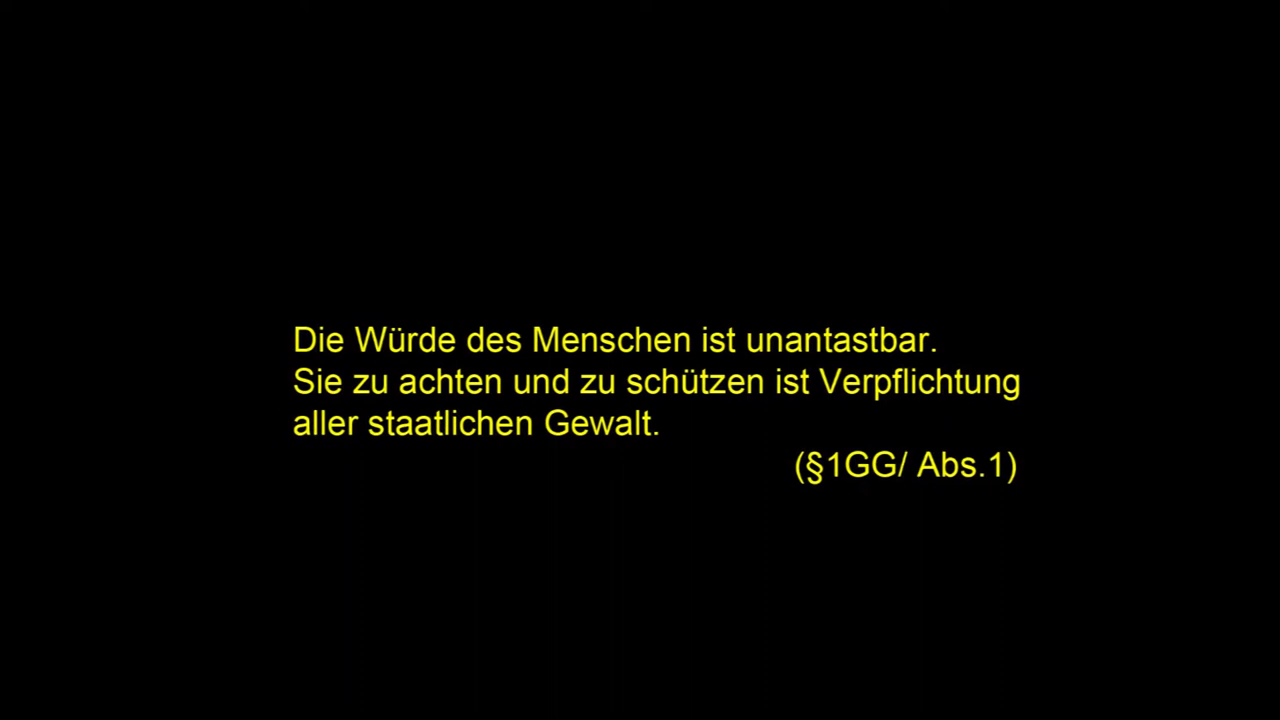 Die Würde des Menschen ist unantastbar.
Sie zu achten und zu schützen ist Verpflichtung
aller staatlichen Gewalt.
(§1GG/ Abs.1)